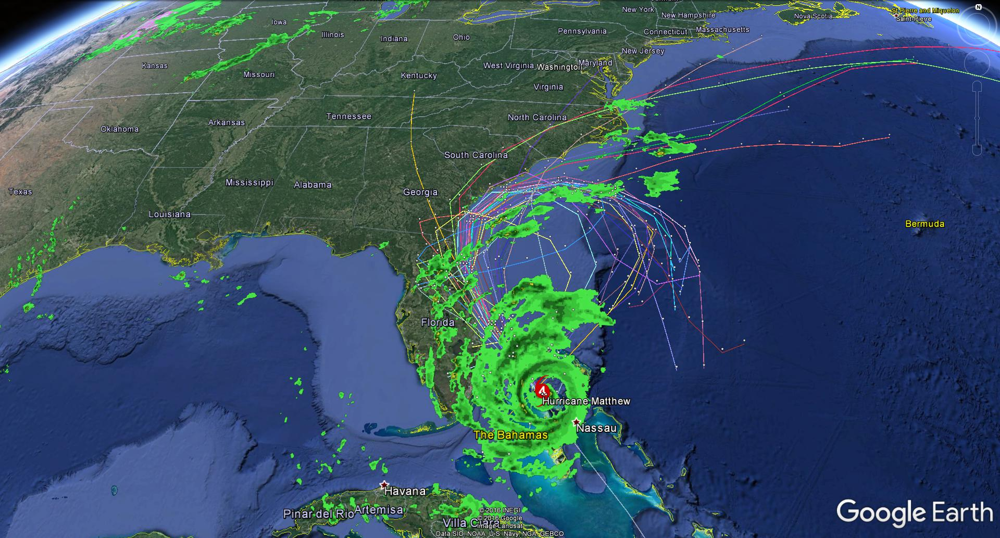 St Pierre and Miquelon
N
New York
New Hampshire
Nova Scotia
Saint-Pierre
Iowa
Illinois
Indiana
Ohio
Pennsylvania
Connecticut
Massachusetts
New Jersey
Kansas
Missouri
Kentucky
West Virginia
Washington
Maryland
Virginia
Oklahoma
Arkansas
Tennessee
North Carolina
South Carolina
Texas
Mississippi
Alabama
Georgia
Louisiana
Bermuda
Florida
4
Hurricane Matthew
Nassau
The Bahamas
Havana
Pinar del Rio
Artemisa
Villa Clara
© 2016 INEGI
© 2016 Google
Image Landsat
Data SIO, NOAA, U.S. Navy, NGA, GEBCO
Google Earth